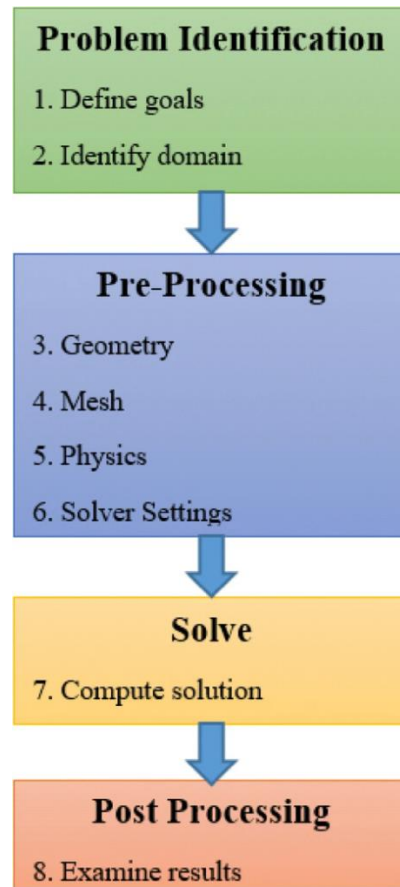 Problem Identification
1. Define goals
2. Identify domain
Pre-Processing
3. Geometry
4. Mesh
5. Physics
6. Solver Settings
Solve
7. Compute solution
Post Processing
8. Examine results